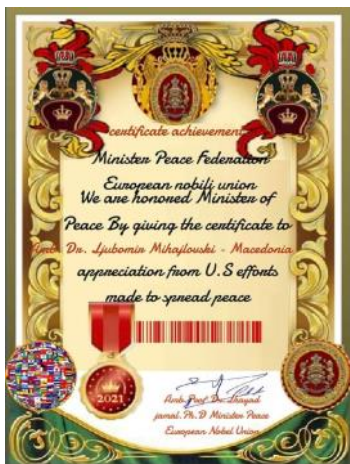 certificate achievement
Minister Peace Federation
European nobili union
We are honored Minister of
Peace By giving the certificate to
Amb. Dr. Ljubomir Mihajlovski - Macedonia
appreciation from U.S efforts
made to spread peace
2021
Amb. Prof. Dr.
jamal. Ph. D Minister Peace
European Nobel Union